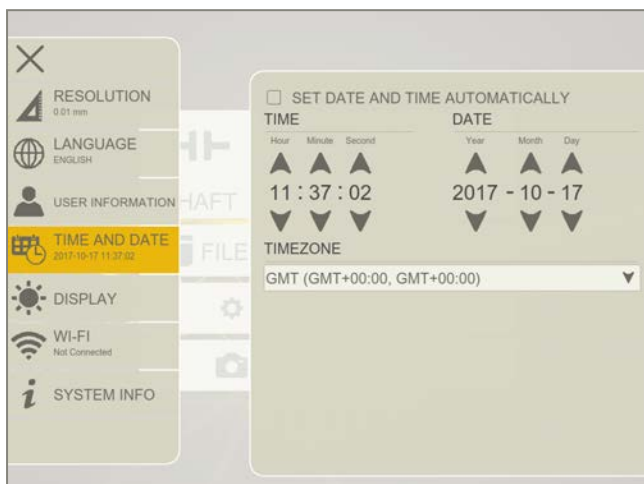 RESOLUTION
0.01 mm
LANGUAGE
ENGLISH
USER INFORMATION
TIME AND DATE
2017-10-17 11:37:02
DISPLAY
WI-FI
Not Connected
SYSTEM INFO
HAFT
FILE
SET DATE AND TIME AUTOMATICALLY
TIME DATE
Hour Minute Second Year Month Day
11 : 37 : 02 2017 - 10 - 17
TIMEZONE
GMT (GMT+00:00, GMT+00:00)